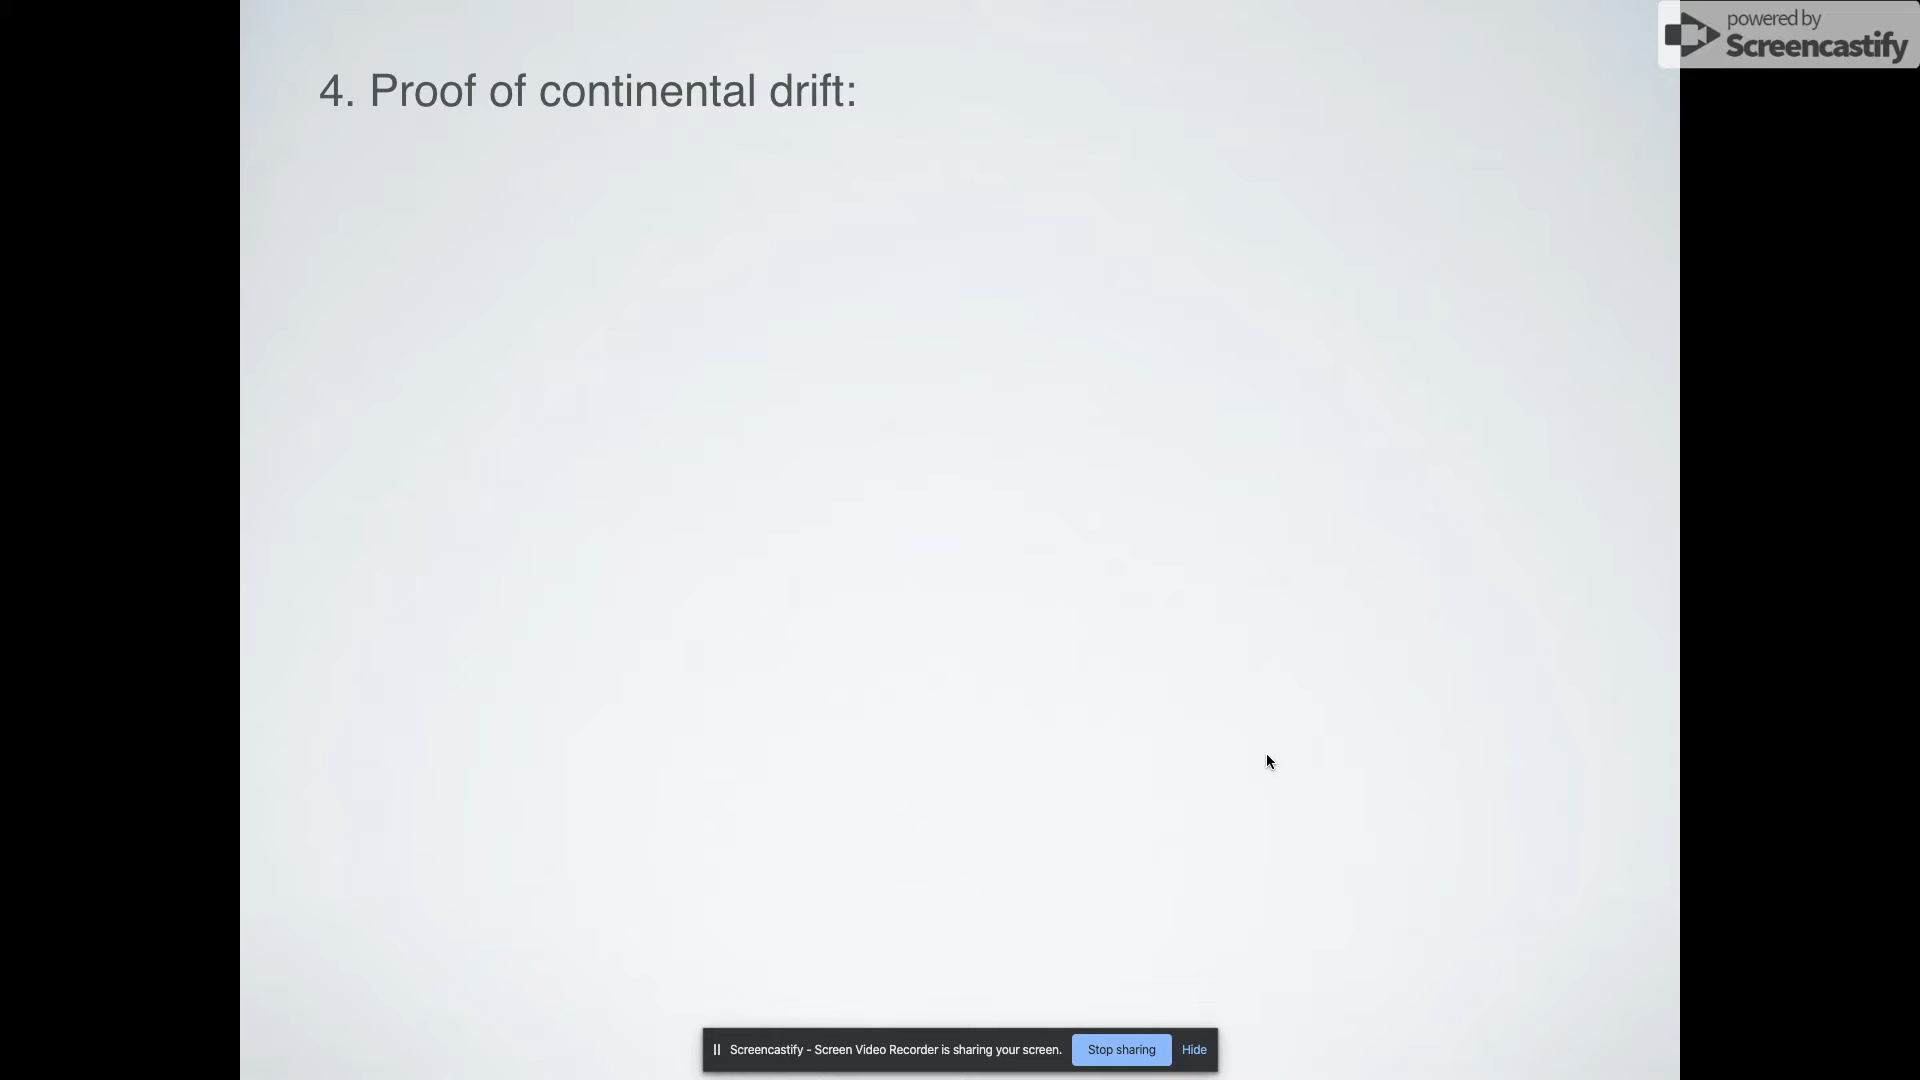 powered by
Screencastify
4. Proof of continental drift:
Screencastify - Screen Video Recorder is sharing your screen.
Stop sharing
Hide